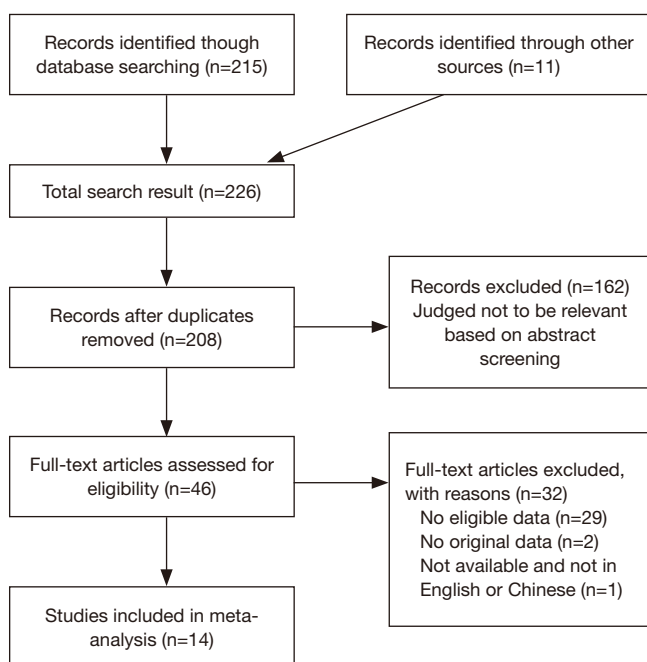 Records identified though
database searching (n=215)
Records identified through other
sources (n=11)
Total search result (n=226)
Records after duplicates
removed (n=208)
Records excluded (n=162)
Judged not to be relevant
based on abstract
screening
Full-text articles assessed for
eligibility (n=46)
Full-text articles excluded,
with reasons (n=32)
No eligible data (n=29)
No original data (n=2)
Not available and not in
English or Chinese (n=1)
Studies included in meta-
analysis (n=14)